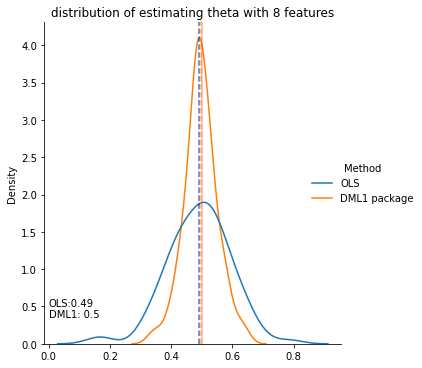 distribution of estimating theta with 8 features
4.0
3.5
3.0
2.5
2.0
1.5
1.0
0.5
0.0
Density
0.0 0.2 0.4 0.6 0.8
OLS:0.49
DML1: 0.5
Method
OLS
DML1 package